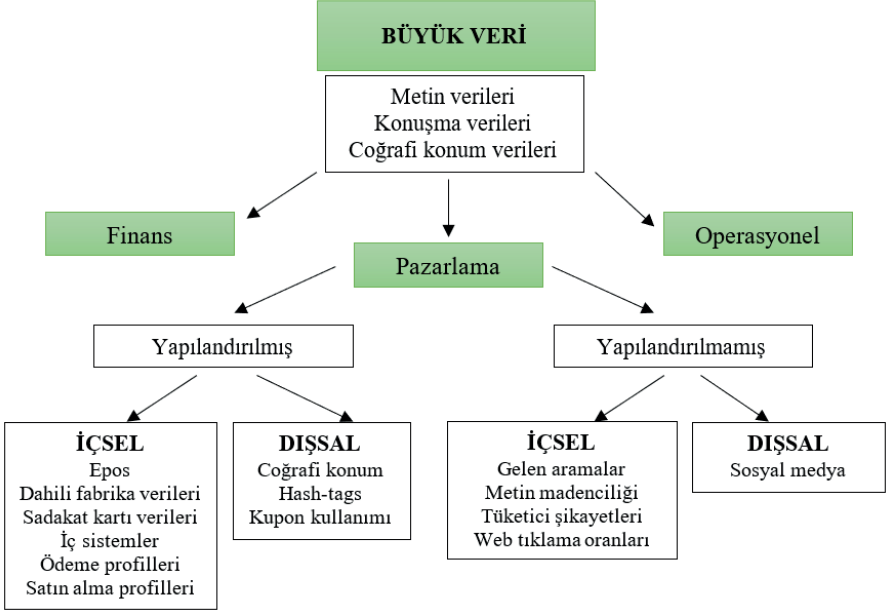 BÜYÜK VERİ
Metin verileri
Konuşma verileri
Coğrafi konum verileri
Finans
Pazarlama
Operasyonel
Yapılandırılmış
Yapılandırılmamış
İÇSEL
Epos
Dahili fabrika verileri
Sadakat kartı verileri
İç sistemler
Ödeme profilleri
Satın alma profilleri
DIŞSAL
Coğrafi konum
Hash-tags
Kupon kullanımı
İÇSEL
Gelen aramalar
Metin madenciliği
Tüketici şikayetleri
Web tıklama oranları
DIŞSAL
Sosyal medya